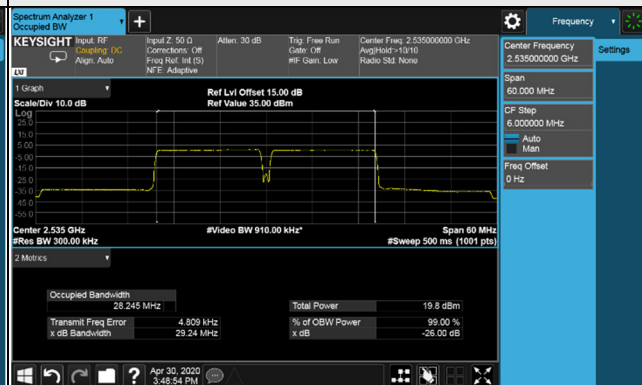 Spectrum Analyzer 1
Occupied BW
Frequency
KEYSIGHT
Input: RF
Coupling: DC
Align: Auto
Input Z: 50 Ω
Corrections: Off
Freq Ref: Int (S)
NFE: Adaptive
Atten: 30 dB
Trig: Free Run
Gate: Off
#IF Gain: Low
Center Freq: 2.535000000 GHz
Avg|Hold:>10/10
Radio Std: None
LXI
Center Frequency
2.535000000 GHz
Settings
Span
60.000 MHz
CF Step
6.000000 MHz
Auto
Man
Freq Offset
0 Hz
1 Graph
Scale/Div 10.0 dB
Ref Lvl Offset 15.00 dB
Ref Value 35.00 dBm
Log
25.0
15.0
5.00
-5.00
-15.0
-25.0
-35.0
-45.0
-55.0
Center 2.535 GHz
#Res BW 300.00 kHz
#Video BW 910.00 kHz*
Span 60 MHz
#Sweep 500 ms (1001 pts)
2 Metrics
Occupied Bandwidth
28.245 MHz
Total Power 19.8 dBm
Transmit Freq Error 4.809 kHz
% of OBW Power 99.00 %
x dB Bandwidth 29.24 MHz
x dB -26.00 dB
?
Apr 30, 2020
3:48:54 PM